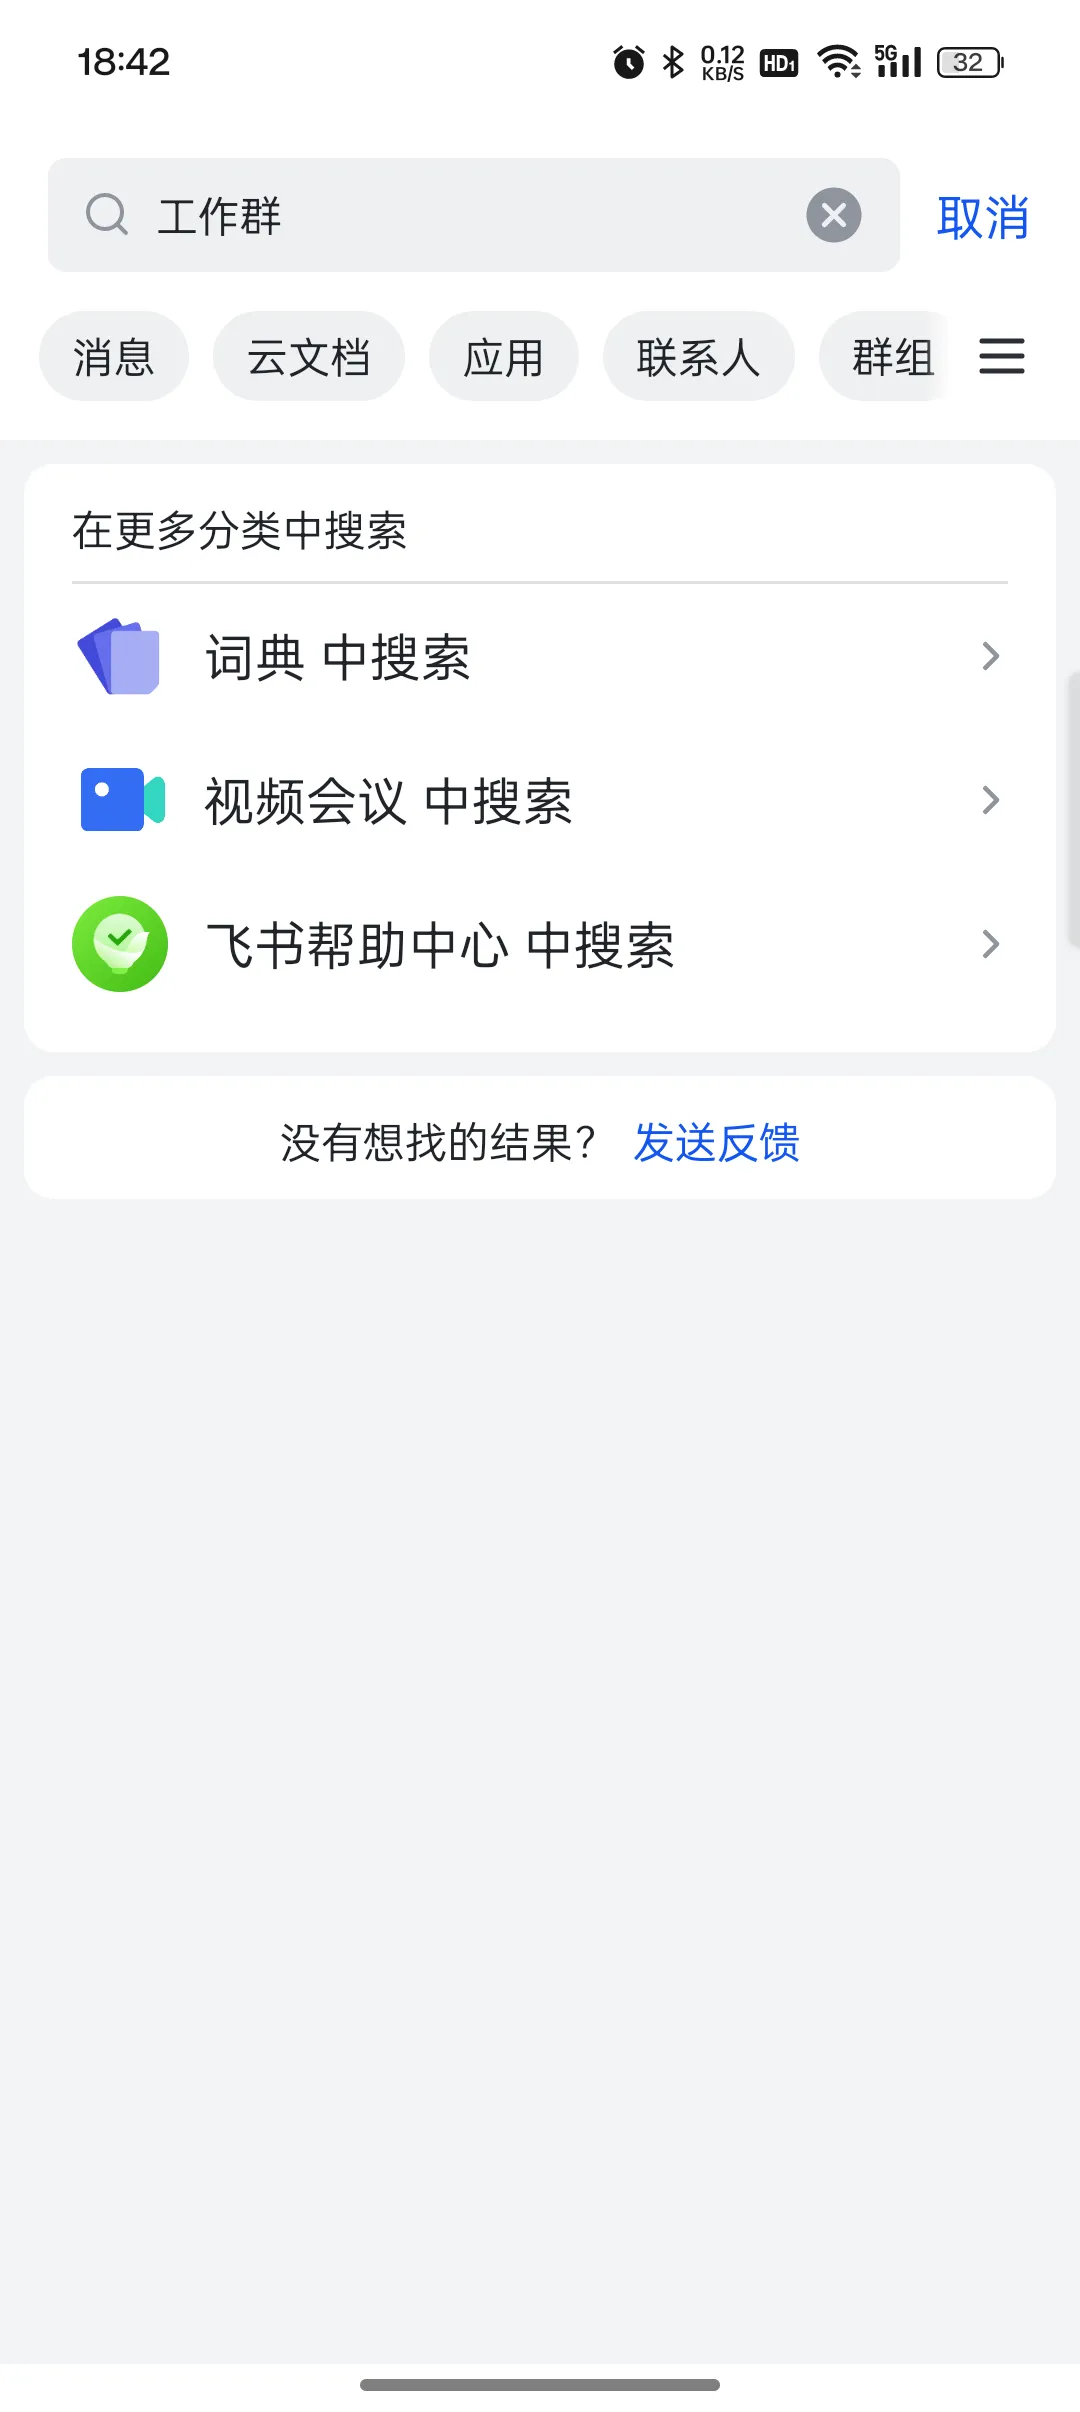 18:42
0.12 KB/S HD1 5G 32
工作群
取消
消息 云文档 应用 联系人 群组
在更多分类中搜索
词典 中搜索
视频会议 中搜索
飞书帮助中心 中搜索
没有想找的结果? 发送反馈